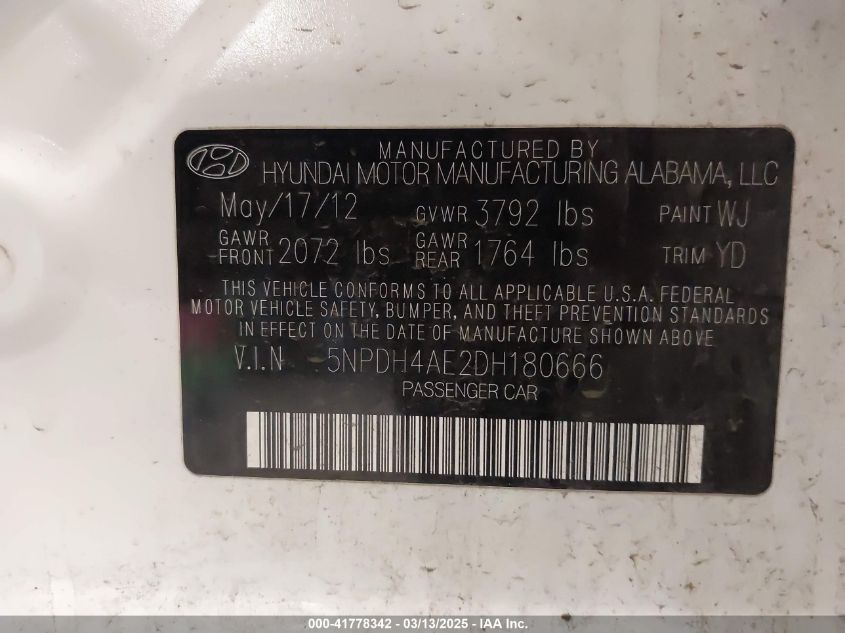 MANUFACTURED BY
HYUNDAI MOTOR MANUFACTURING ALABAMA, LLC
May/17/12 GVWR 3792 lbs PAINT WJ
GAWR FRONT 2072 lbs GAWR REAR 1764 lbs TRIM YD
THIS VEHICLE CONFORMS TO ALL APPLICABLE U.S.A. FEDERAL
MOTOR VEHICLE SAFETY, BUMPER, AND THEFT PREVENTION STANDARDS
IN EFFECT ON THE DATE OF MANUFACTURE SHOWN ABOVE
V.I.N 5NPDH4AE2DH180666
PASSENGER CAR
000-41778342 - 03/13/2025 - IAA Inc.